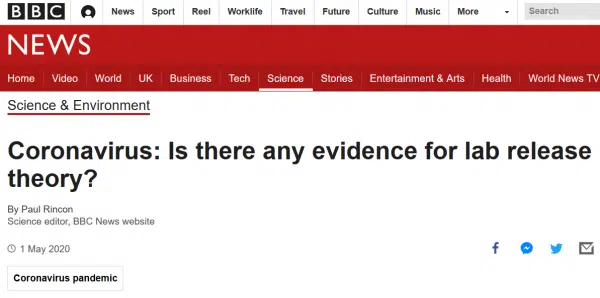 BBC News Sport Reel Worklife Travel Future Culture Music More Search
NEWS
Home Video World UK Business Tech Science Stories Entertainment & Arts Health World News TV
Science & Environment
Coronavirus: Is there any evidence for lab release
theory?
By Paul Rincon
Science editor, BBC News website
1 May 2020
Coronavirus pandemic